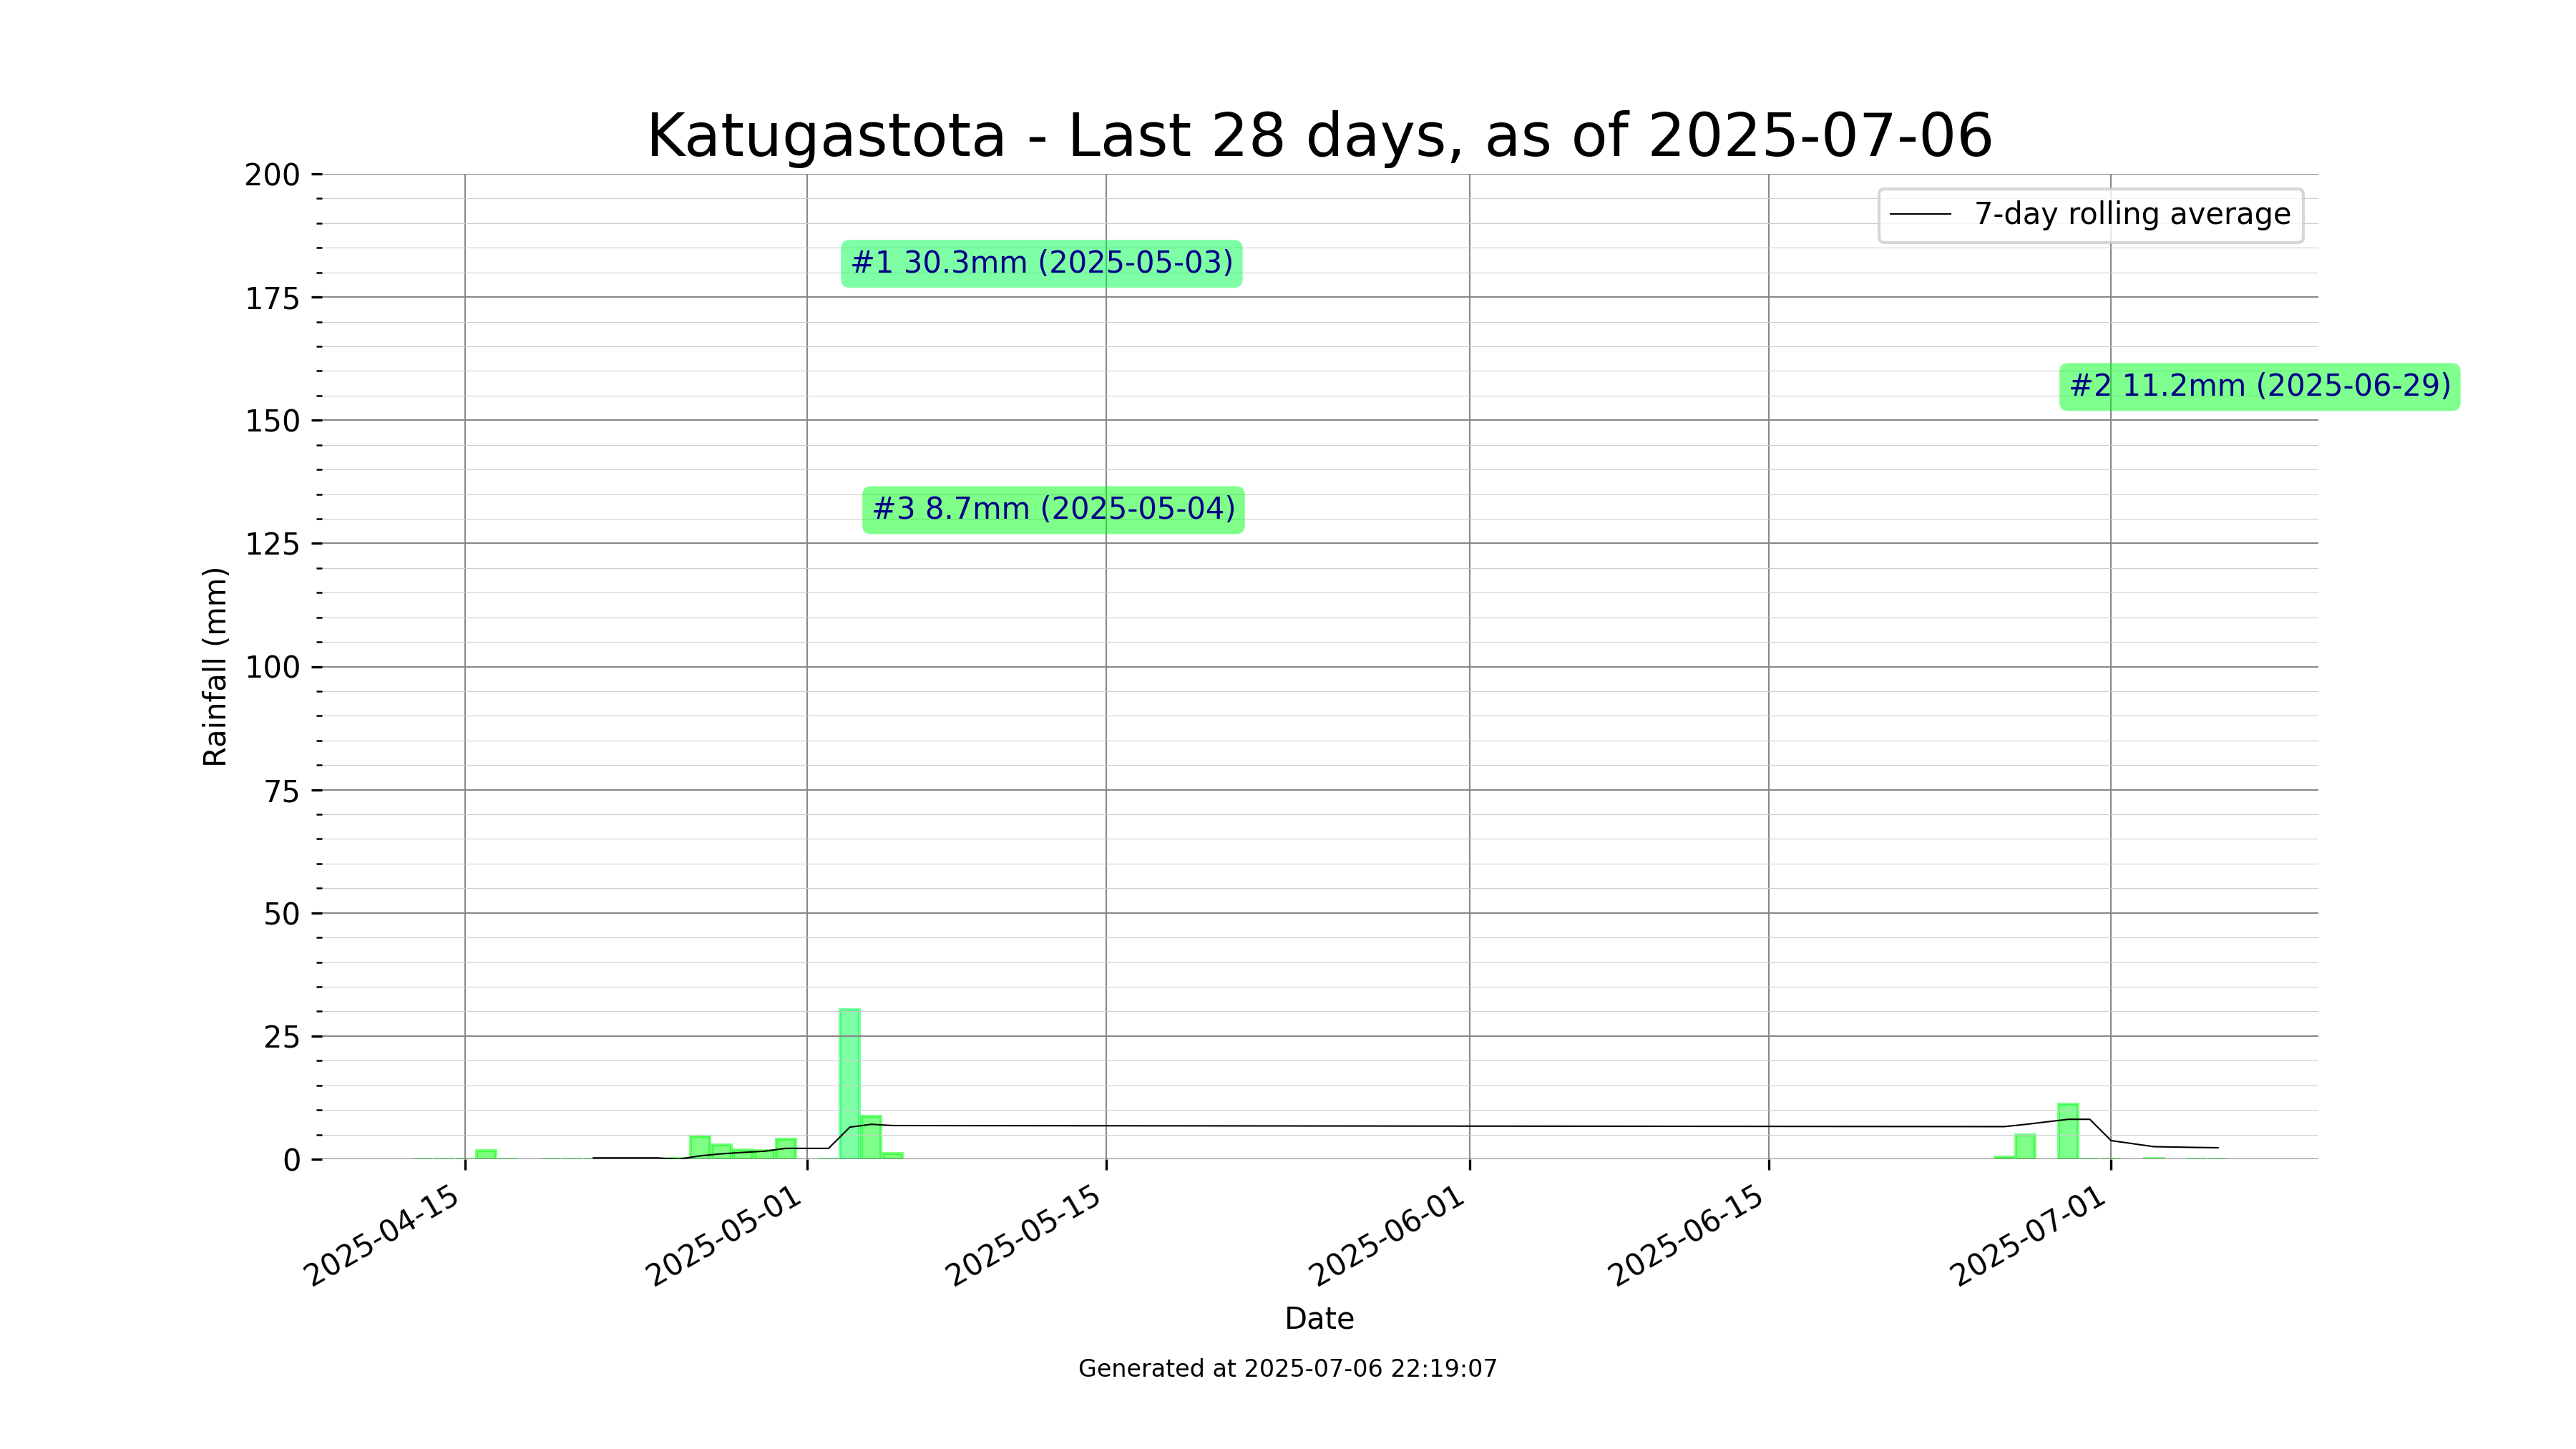 Katugastota - Last 28 days, as of 2025-07-06
200
175
150
125
100
75
50
25
0
Rainfall (mm)
7-day rolling average
#1 30.3mm (2025-05-03)
#2 11.2mm (2025-06-29)
#3 8.7mm (2025-05-04)
2025-04-15
2025-05-01
2025-05-15
2025-06-01
2025-06-15
2025-07-01
Date
Generated at 2025-07-06 22:19:07